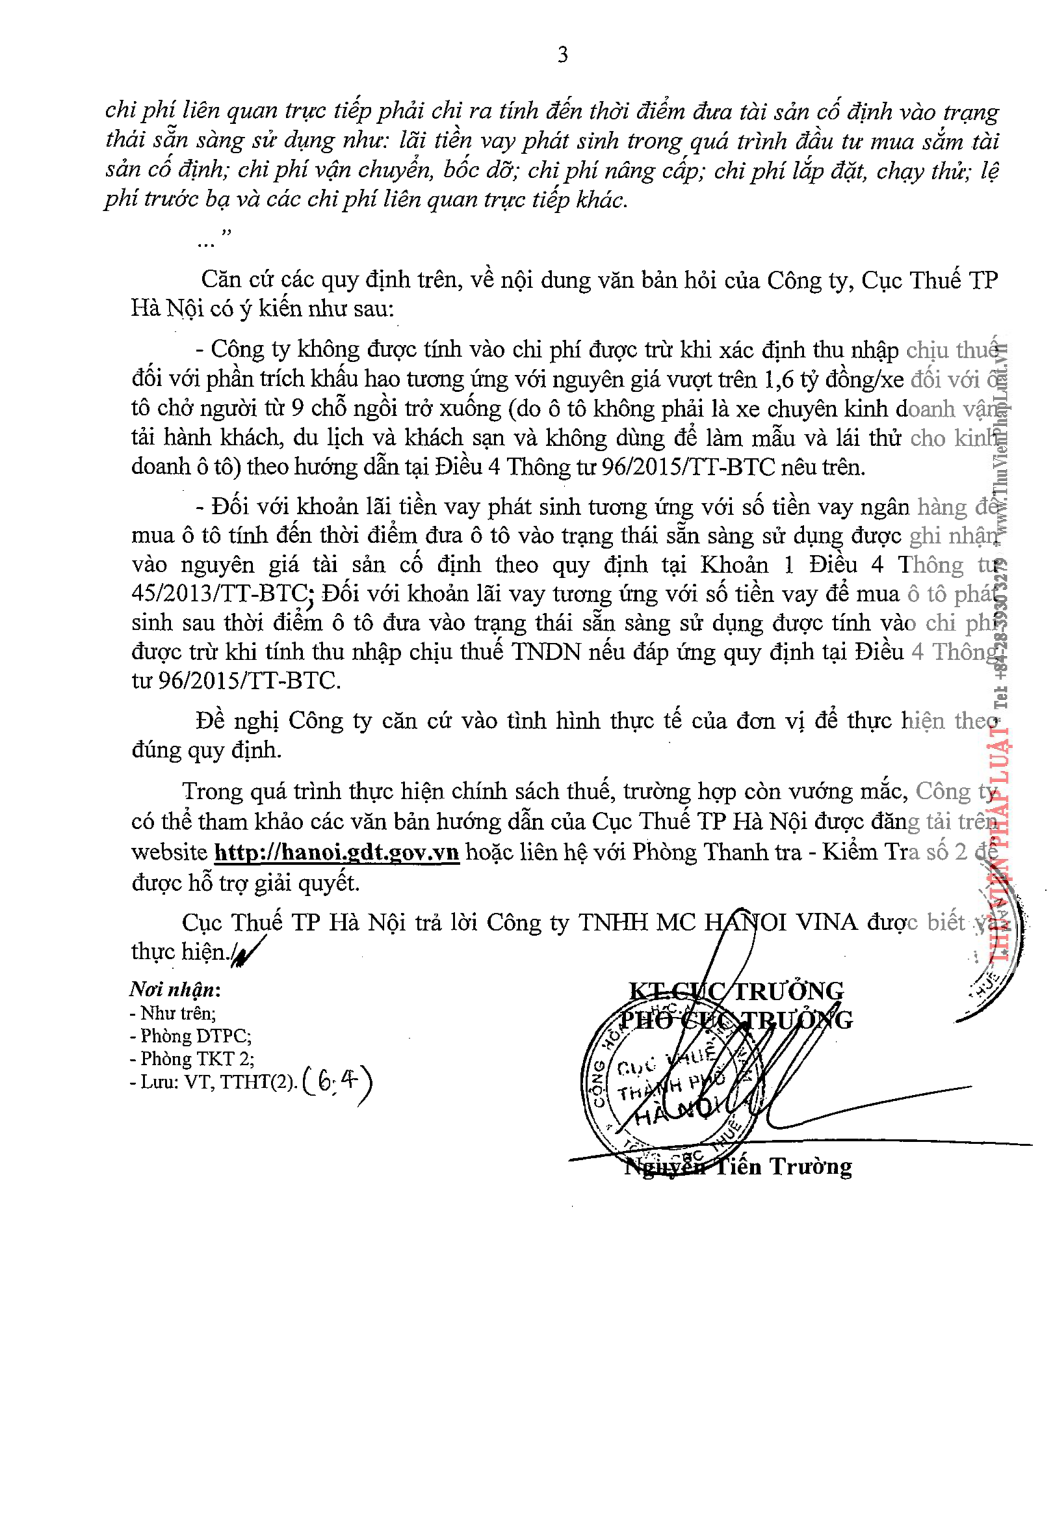 3
chi phí liên quan trực tiếp phải chi ra tính đến thời điểm đưa tài sản cố định vào trạng
thái sẵn sàng sử dụng như: lãi tiền vay phát sinh trong quá trình đầu tư mua sắm tài
sản cố định; chi phí vận chuyển, bốc dỡ; chi phí nâng cấp; chi phí lắp đặt, chạy thử; lệ
phí trước bạ và các chi phí liên quan trực tiếp khác.
... ”
Căn cứ các quy định trên, về nội dung văn bản hỏi của Công ty, Cục Thuế TP
Hà Nội có ý kiến như sau:
- Công ty không được tính vào chi phí được trừ khi xác định thu nhập chịu thuế
đối với phần trích khấu hao tương ứng với nguyên giá vượt trên 1,6 tỷ đồng/xe đối với ô
tô chở người từ 9 chỗ ngồi trở xuống (do ô tô không phải là xe chuyên kinh doanh vận
tải hành khách, du lịch và khách sạn và không dùng để làm mẫu và lái thử cho kinh
doanh ô tô) theo hướng dẫn tại Điều 4 Thông tư 96/2015/TT-BTC nêu trên.
- Đối với khoản lãi tiền vay phát sinh tương ứng với số tiền vay ngân hàng để
mua ô tô tính đến thời điểm đưa ô tô vào trạng thái sẵn sàng sử dụng được ghi nhận
vào nguyên giá tài sản cố định theo quy định tại Khoản 1 Điều 4 Thông tư
45/2013/TT-BTC; Đối với khoản lãi vay tương ứng với số tiền vay để mua ô tô phát
sinh sau thời điểm ô tô đưa vào trạng thái sẵn sàng sử dụng được tính vào chi phí
được trừ khi tính thu nhập chịu thuế TNDN nếu đáp ứng quy định tại Điều 4 Thông
tư 96/2015/TT-BTC.
Đề nghị Công ty căn cứ vào tình hình thực tế của đơn vị để thực hiện theo
đúng quy định.
Trong quá trình thực hiện chính sách thuế, trường hợp còn vướng mắc, Công ty
có thể tham khảo các văn bản hướng dẫn của Cục Thuế TP Hà Nội được đăng tải trên
website http://hanoi.gdt.gov.vn hoặc liên hệ với Phòng Thanh tra - Kiểm Tra số 2 để
được hỗ trợ giải quyết.
Cục Thuế TP Hà Nội trả lời Công ty TNHH MC HANOI VINA được biết và
thực hiện./.
Nơi nhận:
- Như trên;
- Phòng DTPC;
- Phòng TKT 2;
- Lưu: VT, TTHT(2). (6; 4)
KT.CỤC TRƯỞNG
PHÓ CỤC TRƯỞNG
CỤC THUẾ
THÀNH PHỐ
HÀ NỘI
Nguyễn Tiến Trường
THƯ VIỆN PHÁP LUẬT * Tel: +84-28-3930 3279 * www.ThuVienPhapLuat.vn